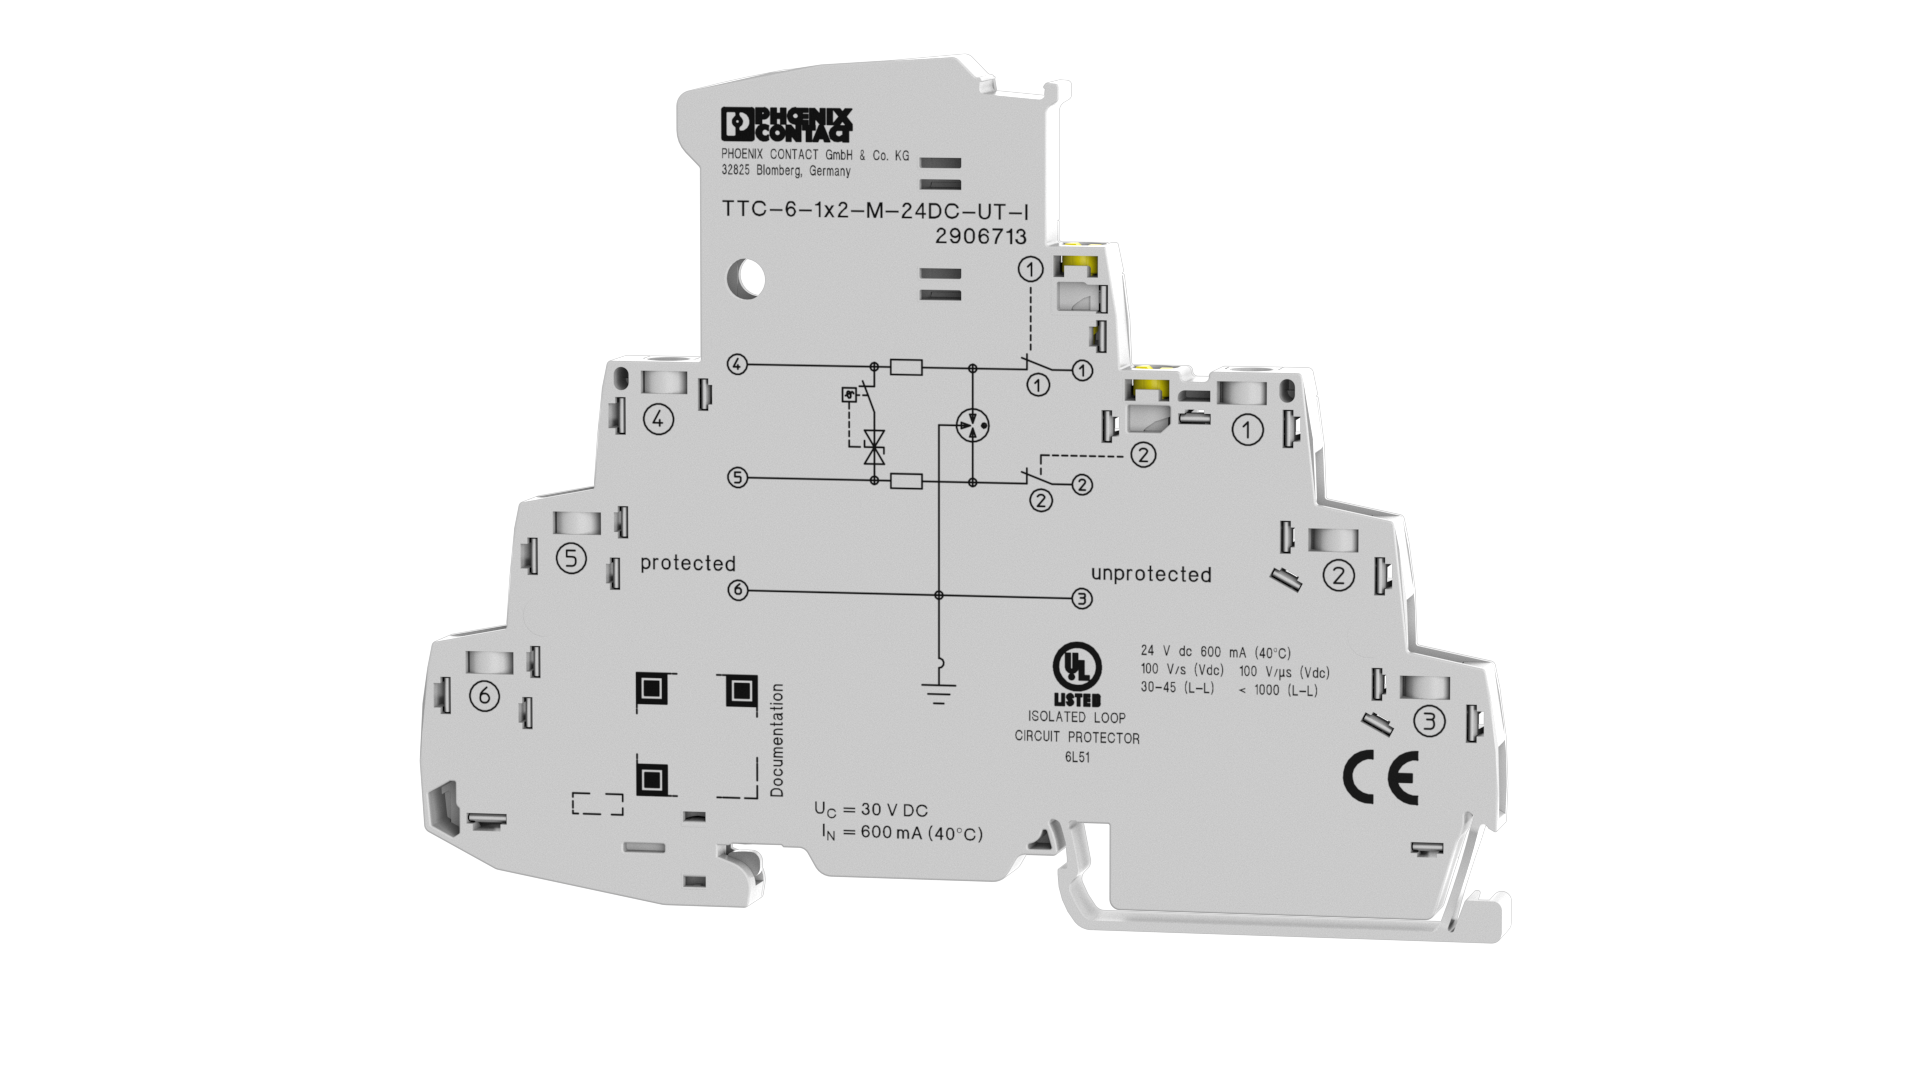 PHOENIX
CONTACT
PHOENIX CONTACT GmbH & Co. KG
32825 Blomberg, Germany
TTC-6-1x2-M-24DC-UT-I
2906713
1
4
1
1
4
1
2
5
2
2
5
2
protected
unprotected
6
3
6
3
UL
LISTED
ISOLATED LOOP
CIRCUIT PROTECTOR
6L51
24 V dc 600 mA (40°C)
100 V/s (Vdc) 100 V/µs (Vdc)
30-45 (L-L) < 1000 (L-L)
CE
Documentation
UC = 30 V DC
IN = 600 mA (40°C)